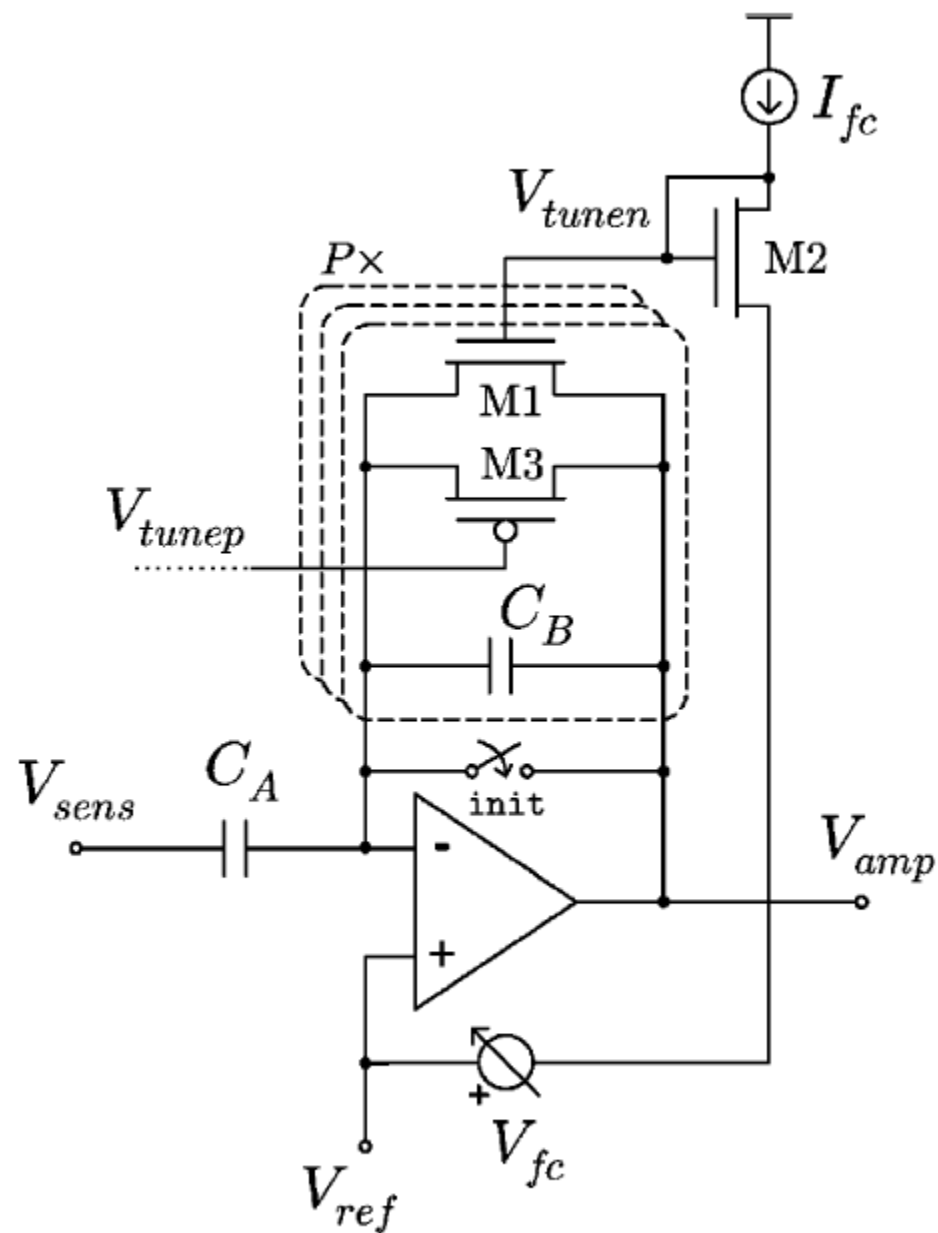 I_fc
V_tunen
M2
P×
M1
M3
V_tunep
C_B
C_A
V_sens
init
-
V_amp
+
+
V_fc
V_ref